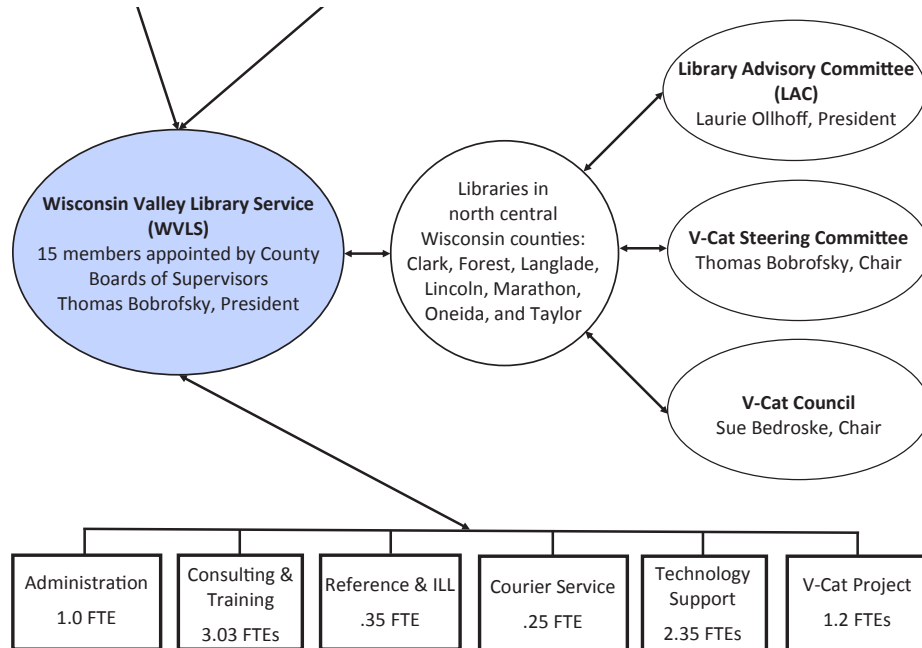 Library Advisory Committee
(LAC)
Laurie Ollhoff, President
Wisconsin Valley Library Service
(WVLS)
15 members appointed by County
Boards of Supervisors
Thomas Bobrofsky, President
Libraries in
north central
Wisconsin counties:
Clark, Forest, Langlade,
Lincoln, Marathon,
Oneida, and Taylor
V-Cat Steering Committee
Thomas Bobrofsky, Chair
V-Cat Council
Sue Bedroske, Chair
Administration
1.0 FTE
Consulting &
Training
3.03 FTEs
Reference & ILL
.35 FTE
Courier Service
.25 FTE
Technology
Support
2.35 FTEs
V-Cat Project
1.2 FTEs